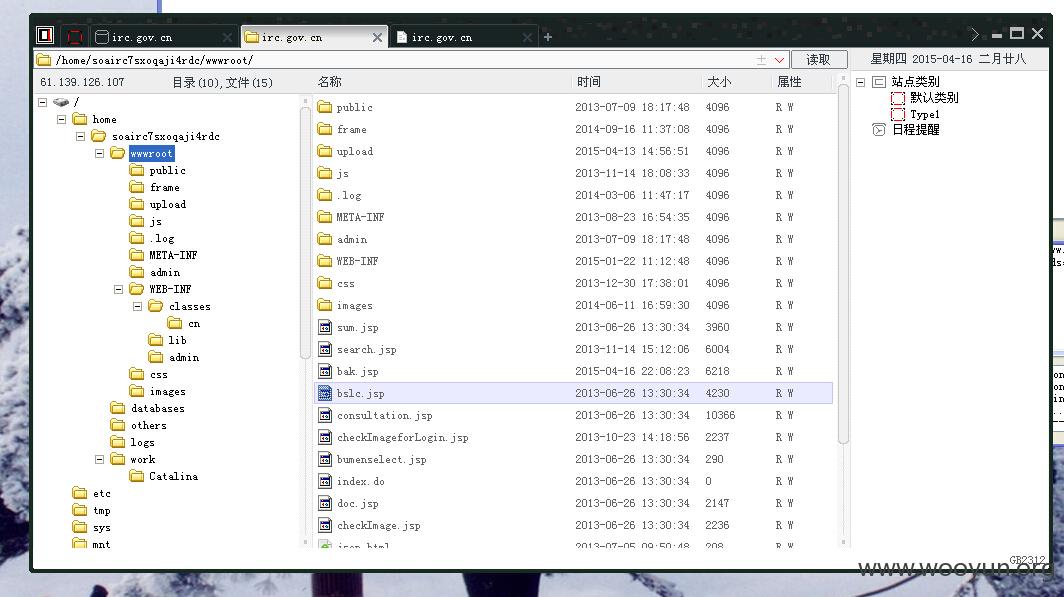 irc.gov.cn
irc.gov.cn
irc.gov.cn
/home/soairc7sxoqaji4rdc/wwwroot/
读取
星期四 2015-04-16 二月廿八
61.139.126.107
目录(10),文件(15)
名称 时间 大小 属性
/
home
soairc7sxoqaji4rdc
wwwroot
public
frame
upload
js
.log
META-INF
admin
WEB-INF
classes
cn
lib
admin
css
images
databases
others
logs
work
Catalina
etc
tmp
sys
mnt
public 2013-07-09 18:17:48 4096 R W
frame 2014-09-16 11:37:08 4096 R W
upload 2015-04-13 14:56:51 4096 R W
js 2013-11-14 18:08:33 4096 R W
.log 2014-03-06 11:47:17 4096 R W
META-INF 2013-08-23 16:54:35 4096 R W
admin 2013-07-09 18:17:48 4096 R W
WEB-INF 2015-01-22 11:12:48 4096 R W
css 2013-12-30 17:38:01 4096 R W
images 2014-06-11 16:59:30 4096 R W
sum.jsp 2013-06-26 13:30:34 3960 R W
search.jsp 2013-11-14 15:12:06 6004 R W
bak.jsp 2015-04-16 22:08:23 6218 R W
bslc.jsp 2013-06-26 13:30:34 4230 R W
consultation.jsp 2013-06-26 13:30:34 10366 R W
checkImageforLogin.jsp 2013-10-23 14:18:56 2237 R W
bumenselect.jsp 2013-06-26 13:30:34 290 R W
index.do 2013-06-26 13:30:34 0 R W
doc.jsp 2013-06-26 13:30:34 2147 R W
checkImage.jsp 2013-06-26 13:30:34 2236 R W
2013-07-05 09:50:48 208 R W
站点类别
默认类别
Type1
日程提醒
GB2312
www.wooyun.org